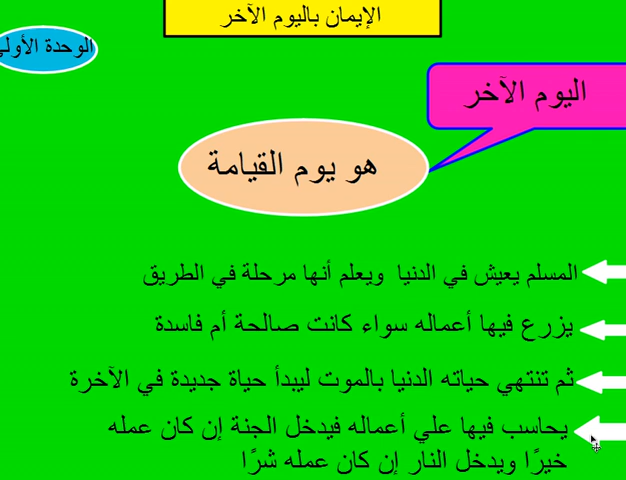 الإيمان باليوم الآخر
الوحدة الأولى
اليوم الآخر
هو يوم القيامة
المسلم يعيش في الدنيا ويعلم أنها مرحلة في الطريق
يزرع فيها أعماله سواء كانت صالحة أم فاسدة
ثم تنتهي حياته الدنيا بالموت ليبدأ حياة جديدة في الآخرة
يحاسب فيها علي أعماله فيدخل الجنة إن كان عمله
خيرًا ويدخل النار إن كان عمله شرًا